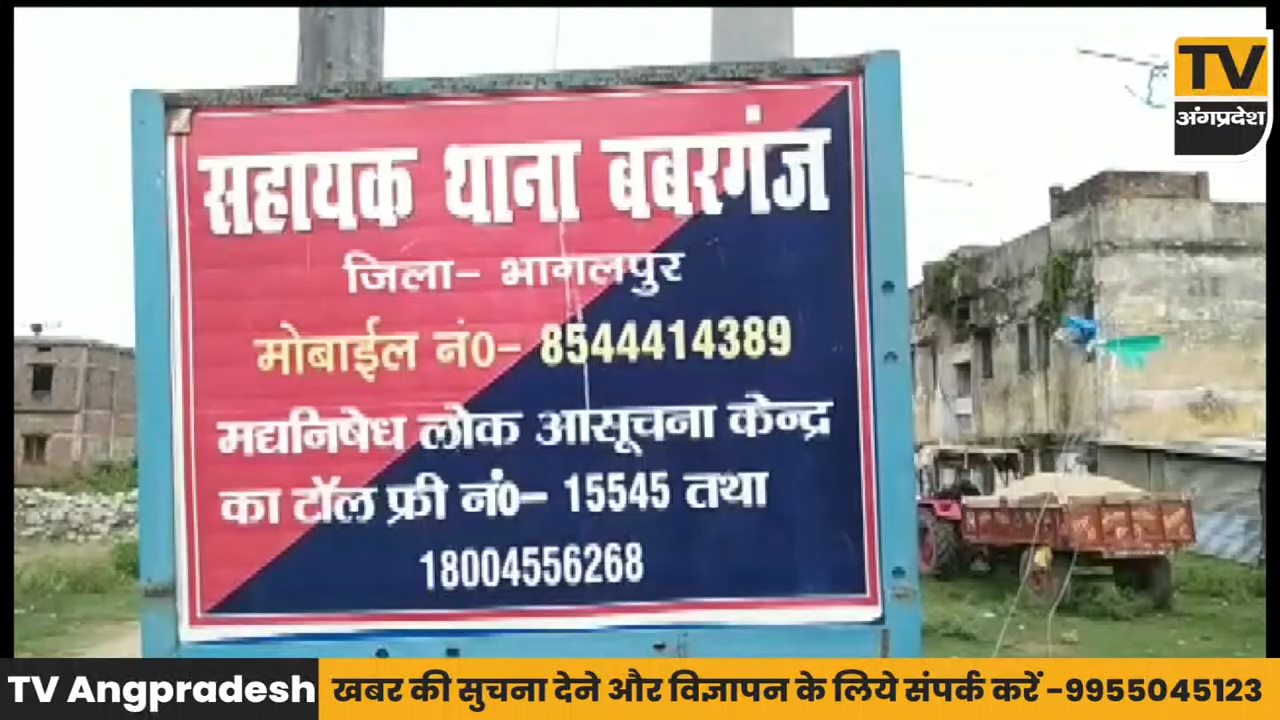 TV
अंगप्रदेश
सहायक थाना बबरगंज
जिला- भागलपुर
मोबाईल नं0- 8544414389
मद्यनिषेध लोक आसूचना केन्द्र
का टॉल फ्री नं0- 15545 तथा
18004556268
TV Angpradesh
खबर की सुचना देने और विज्ञापन के लिये संपर्क करें -9955045123